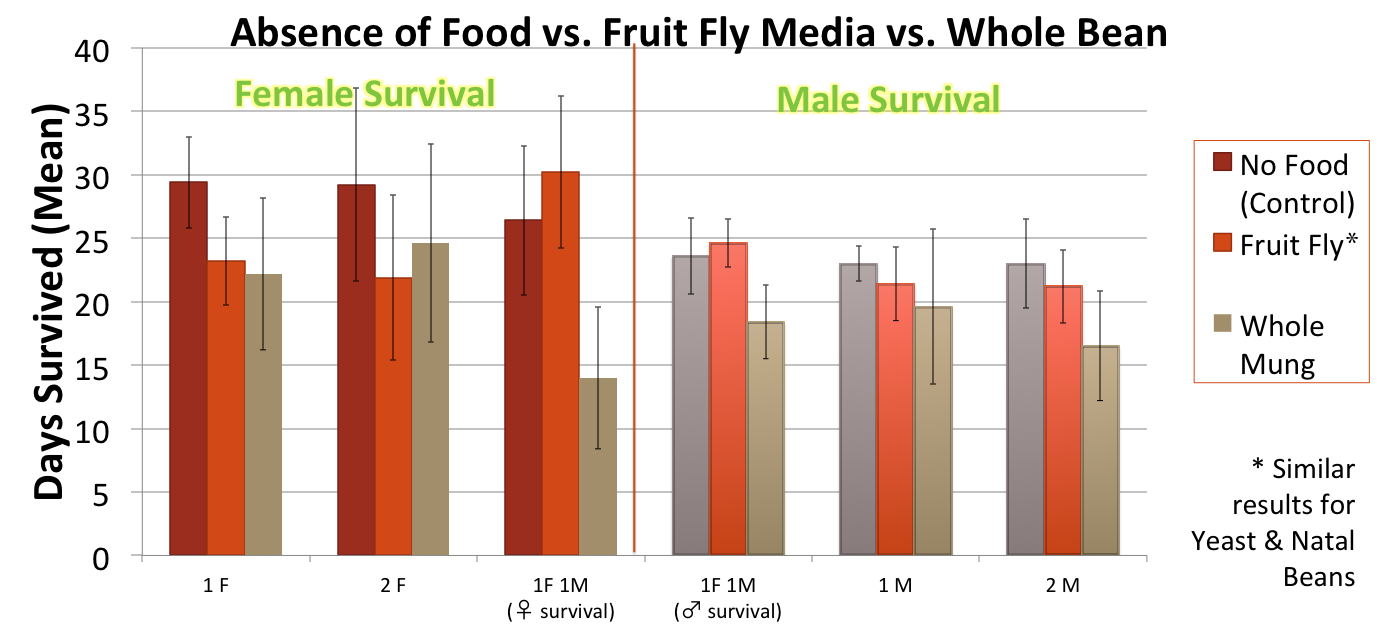 Absence of Food vs. Fruit Fly Media vs. Whole Bean
Female Survival
Male Survival
Days Survived (Mean)
40
35
30
25
20
15
10
5
0
1 F
2 F
1F 1M
(♀ survival)
1F 1M
(♂ survival)
1 M
2 M
No Food
(Control)
Fruit Fly*
Whole
Mung
* Similar
results for
Yeast & Natal
Beans